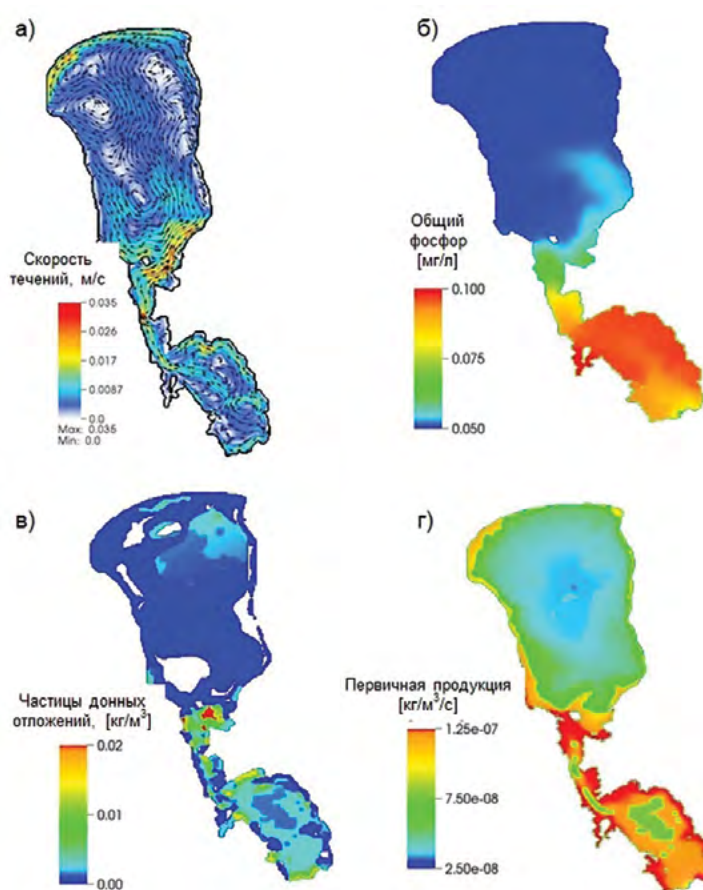 а)
Скорость
течений, м/с
0.035
0.026
0.017
0.0087
0.0
Max: 0.035
Min: 0.0
б)
Общий
фосфор
[мг/л]
0.100
0.075
0.050
в)
Частицы донных
отложений, [кг/м³]
0.02
0.01
0.00
г)
Первичная продукция
[кг/м³/с]
1.25e-07
7.50e-08
2.50e-08